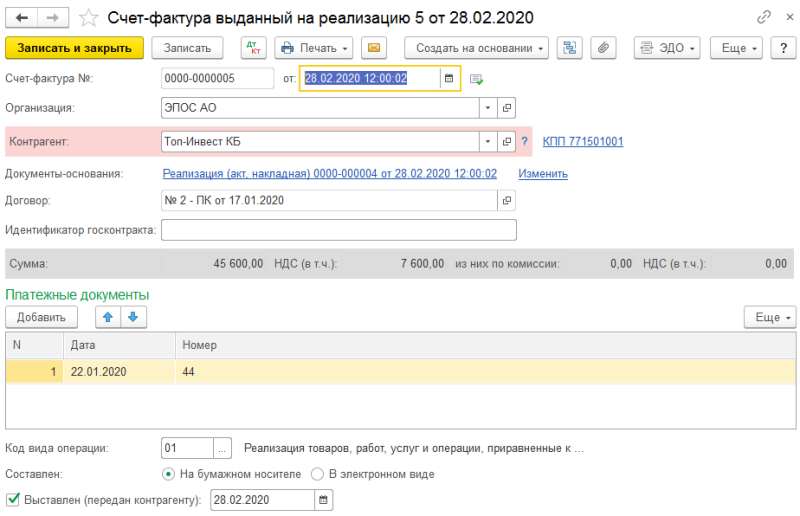 Счет-фактура выданный на реализацию 5 от 28.02.2020
Записать и закрыть Записать Дт Кт Печать Создать на основании ЭДО Еще ?
Счет-фактура №: 0000-0000005 от: 28.02.2020 12:00:02
Организация: ЭПОС АО
Контрагент: Топ-Инвест КБ ? КПП 771501001
Документы-основания: Реализация (акт, накладная) 0000-000004 от 28.02.2020 12:00:02 Изменить
Договор: № 2 - ПК от 17.01.2020
Идентификатор госконтракта:
Сумма: 45 600,00 НДС (в т.ч.): 7 600,00 из них по комиссии: 0,00 НДС (в т.ч.): 0,00
Платежные документы
Добавить Еще
N Дата Номер
1 22.01.2020 44
Код вида операции: 01 ... Реализация товаров, работ, услуг и операции, приравненные к ...
Составлен: На бумажном носителе В электронном виде
Выставлен (передан контрагенту): 28.02.2020